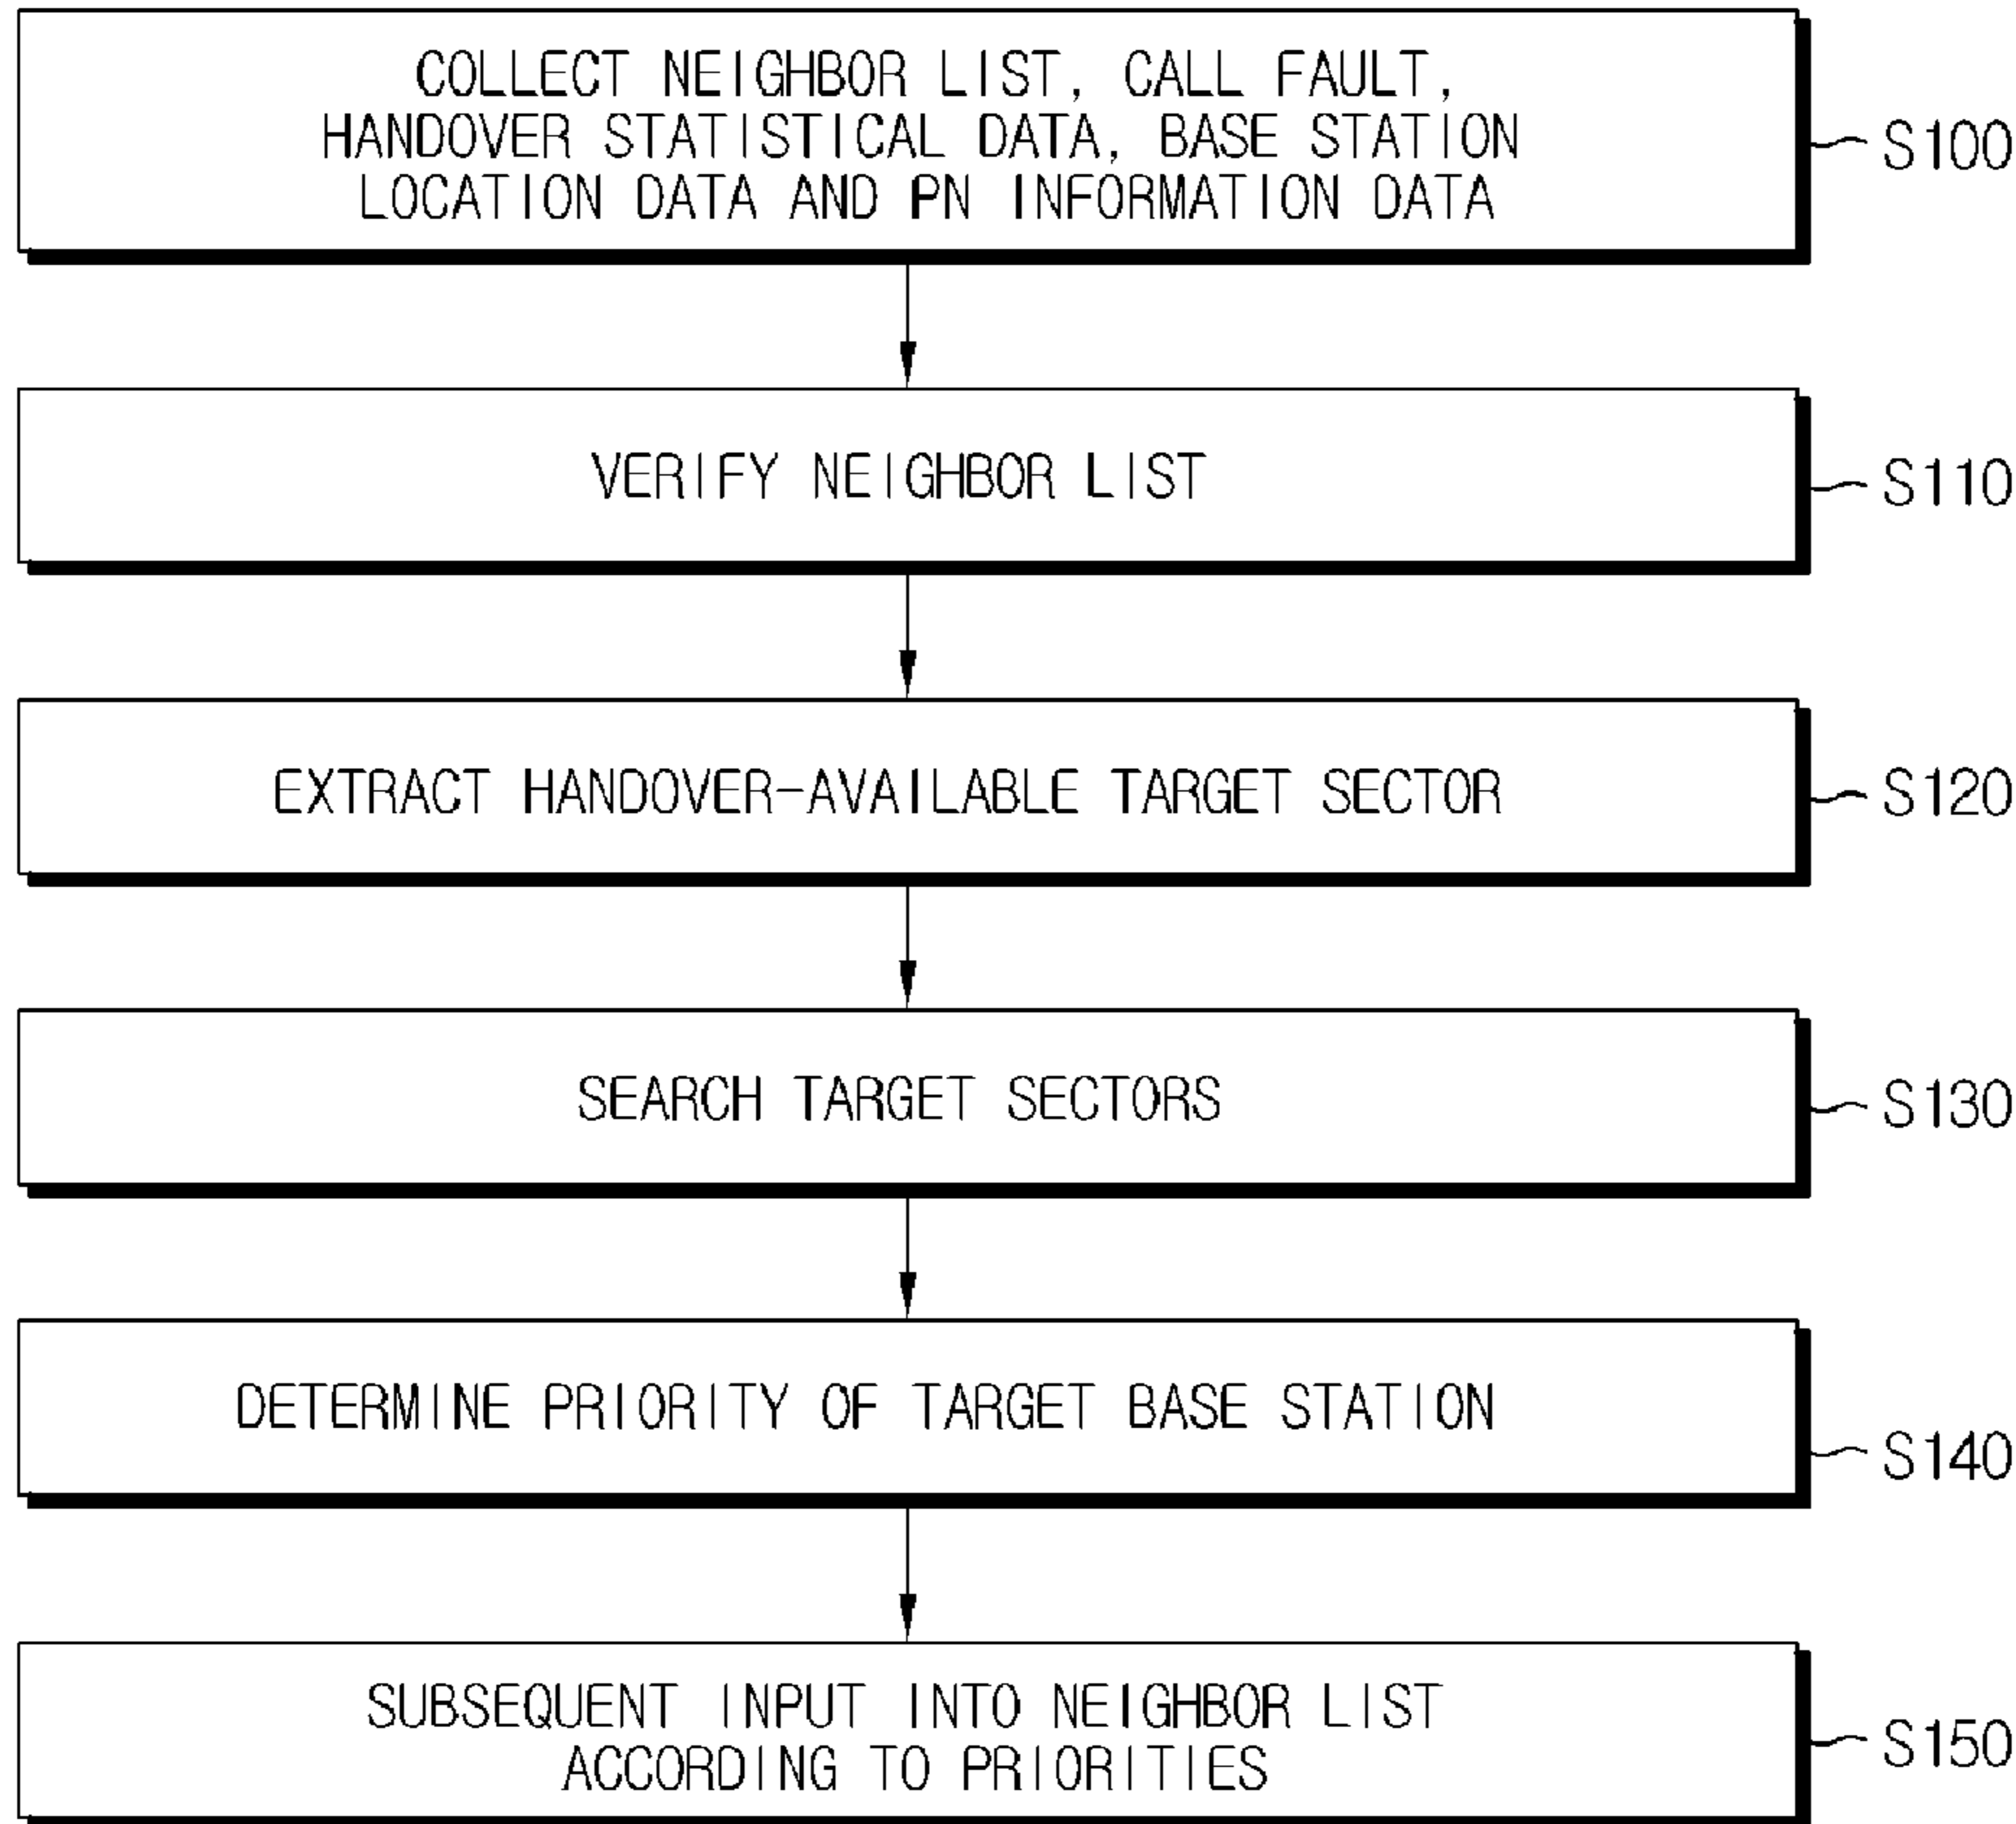 COLLECT NEIGHBOR LIST, CALL FAULT,
HANDOVER STATISTICAL DATA, BASE STATION
LOCATION DATA AND PN INFORMATION DATA
S100
VERIFY NEIGHBOR LIST
S110
EXTRACT HANDOVER-AVAILABLE TARGET SECTOR
S120
SEARCH TARGET SECTORS
S130
DETERMINE PRIORITY OF TARGET BASE STATION
S140
SUBSEQUENT INPUT INTO NEIGHBOR LIST
ACCORDING TO PRIORITIES
S150